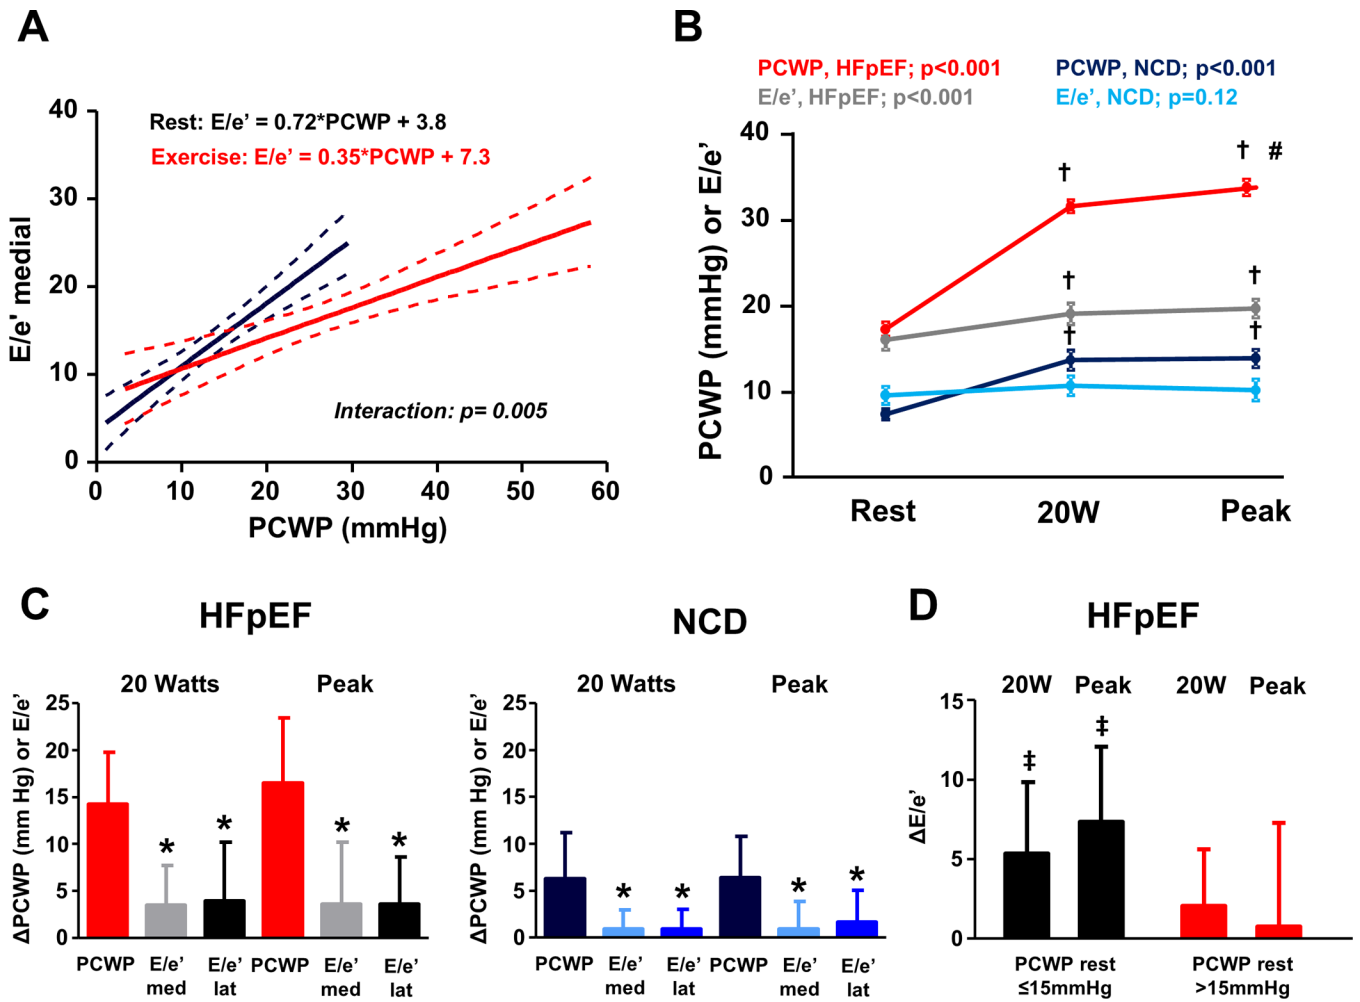 A
40
30
20
10
0
E/e' medial
Rest: E/e’ = 0.72*PCWP + 3.8
Exercise: E/e’ = 0.35*PCWP + 7.3
Interaction: p= 0.005
0 10 20 30 40 50 60
PCWP (mmHg)
B
PCWP, HFpEF; p<0.001 PCWP, NCD; p<0.001
E/e’, HFpEF; p<0.001 E/e’, NCD; p=0.12
40
30
20
10
0
PCWP (mmHg) or E/e’
† † #
† †
† †
Rest 20W Peak
C
HFpEF
20 Watts Peak
25
20
15
10
5
0
ΔPCWP (mm Hg) or E/e’
* * * *
PCWP E/e’ med E/e’ lat PCWP E/e’ med E/e’ lat
NCD
20 Watts Peak
25
20
15
10
5
0
ΔPCWP (mm Hg) or E/e’
* * * *
PCWP E/e’ med E/e’ lat PCWP E/e’ med E/e’ lat
D
HFpEF
20W Peak 20W Peak
15
10
5
0
ΔE/e’
‡ ‡
PCWP rest ≤15mmHg
PCWP rest >15mmHg